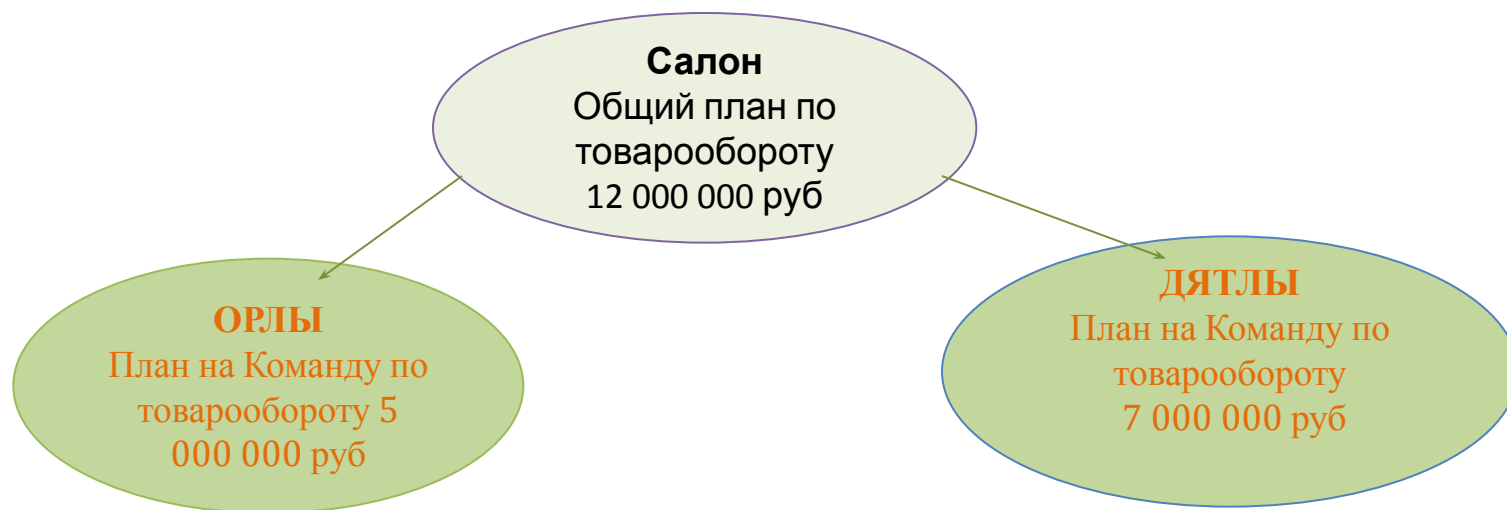 Салон
Общий план по
товарообороту
12 000 000 руб
ОРЛЫ
План на Команду по
товарообороту 5
000 000 руб
ДЯТЛЫ
План на Команду по
товарообороту
7 000 000 руб